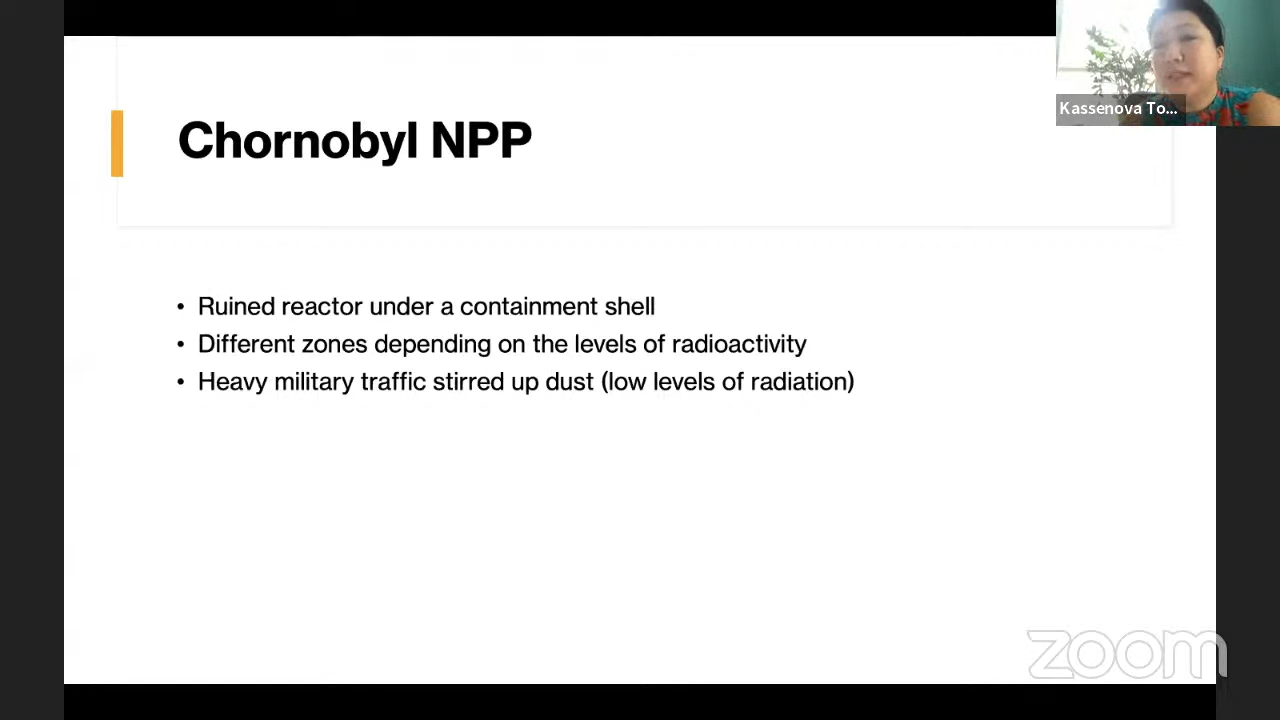 Kassenova To...
Chornobyl NPP
• Ruined reactor under a containment shell
• Different zones depending on the levels of radioactivity
• Heavy military traffic stirred up dust (low levels of radiation)
zoom